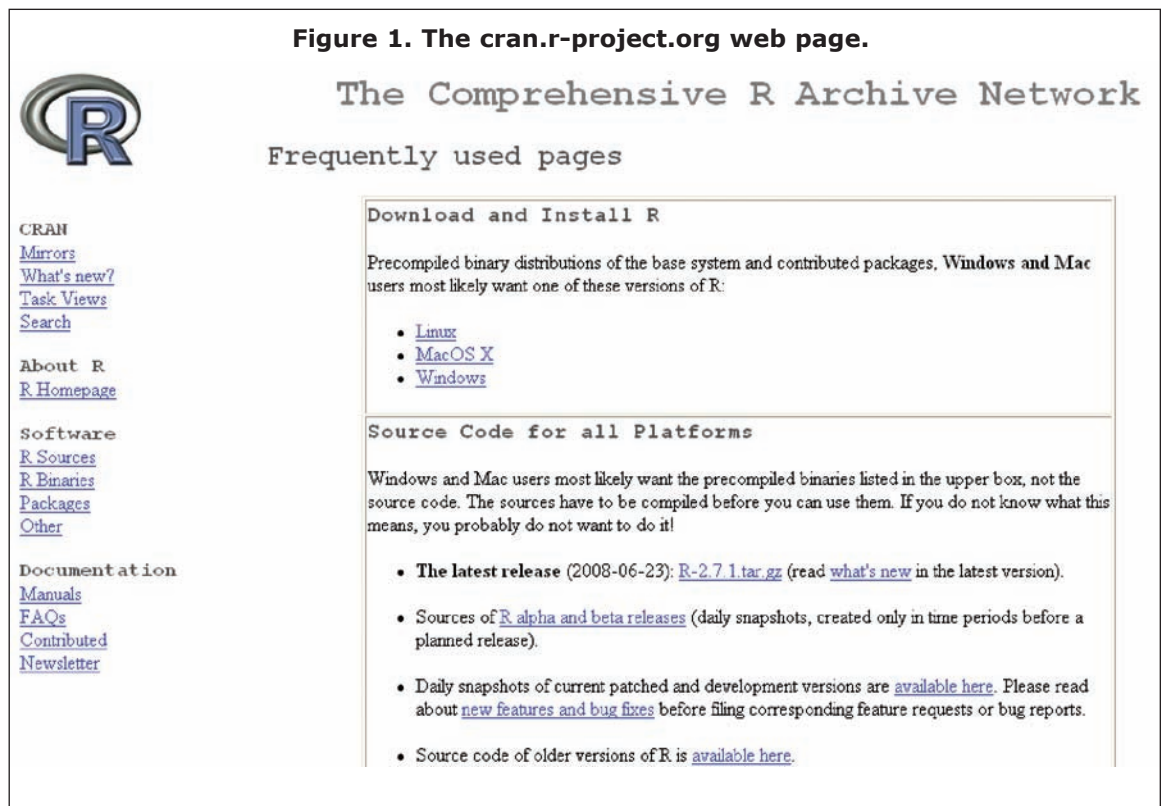 Figure 1. The cran.r-project.org web page.
R
The Comprehensive R Archive Network
Frequently used pages
CRAN
Mirrors
What's new?
Task Views
Search
About R
R Homepage
Software
R Sources
R Binaries
Packages
Other
Documentation
Manuals
FAQs
Contributed
Newsletter
Download and Install R
Precompiled binary distributions of the base system and contributed packages, Windows and Mac
users most likely want one of these versions of R:
• Linux
• MacOS X
• Windows
Source Code for all Platforms
Windows and Mac users most likely want the precompiled binaries listed in the upper box, not the
source code. The sources have to be compiled before you can use them. If you do not know what this
means, you probably do not want to do it!
• The latest release (2008-06-23): R-2.7.1.tar.gz (read what's new in the latest version).
• Sources of R alpha and beta releases (daily snapshots, created only in time periods before a
planned release).
• Daily snapshots of current patched and development versions are available here. Please read
about new features and bug fixes before filing corresponding feature requests or bug reports.
• Source code of older versions of R is available here.